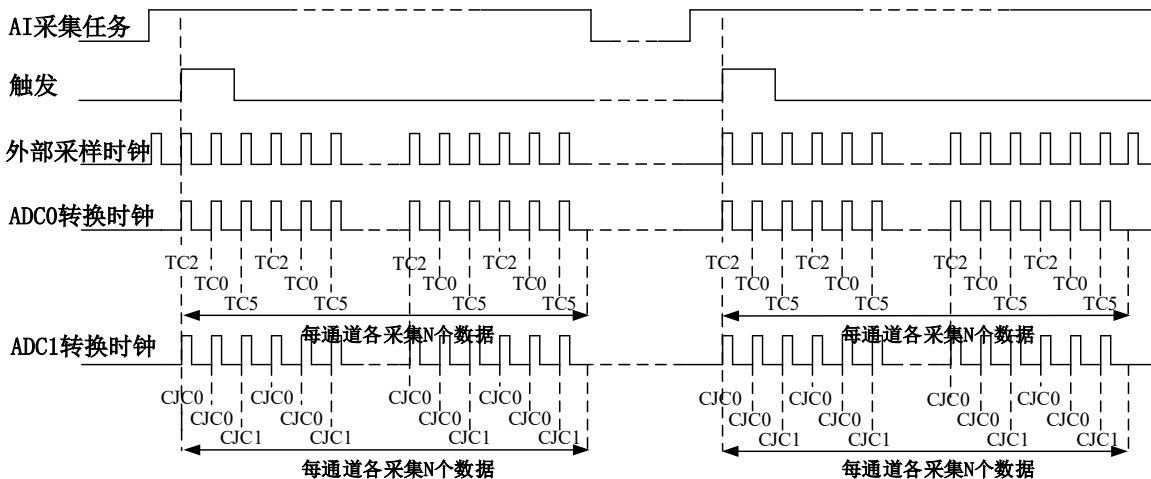 AI采集任务
触发
外部采样时钟
ADC0转换时钟
TC2 TC2 TC2 TC2 TC2 TC2 TC2 TC2
TC0 TC0 TC0 TC0 TC0 TC0 TC0 TC0
TC5 TC5 TC5 TC5 TC5 TC5 TC5 TC5
每通道各采集N个数据 每通道各采集N个数据
ADC1转换时钟
CJC0 CJC0 CJC0 CJC0 CJC0 CJC0 CJC0 CJC0
CJC0 CJC0 CJC0 CJC0 CJC0 CJC0 CJC0 CJC0
CJC1 CJC1 CJC1 CJC1 CJC1 CJC1 CJC1 CJC1
每通道各采集N个数据 每通道各采集N个数据